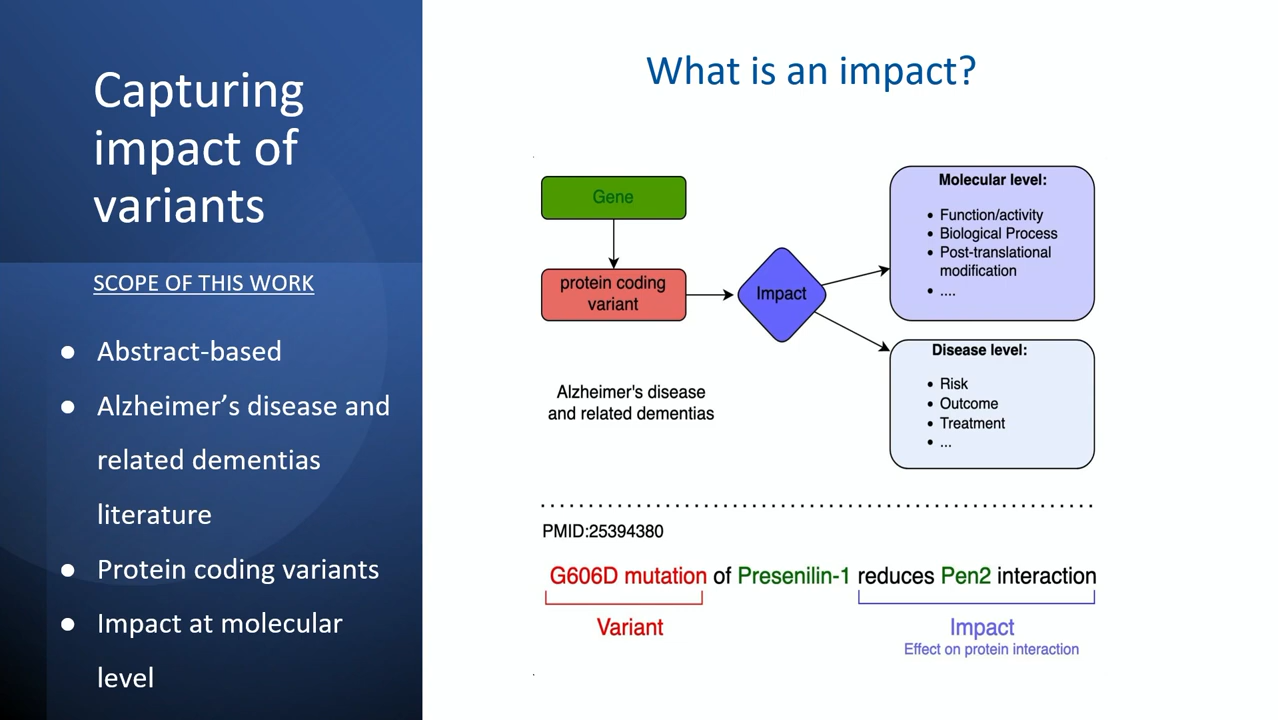 Capturing
impact of
variants
SCOPE OF THIS WORK
● Abstract-based
● Alzheimer’s disease and
related dementias
literature
● Protein coding variants
● Impact at molecular
level
What is an impact?
Gene
protein coding
variant
Impact
Molecular level:
• Function/activity
• Biological Process
• Post-translational
modification
• ....
Disease level:
• Risk
• Outcome
• Treatment
• ...
Alzheimer's disease
and related dementias
PMID:25394380
G606D mutation of Presenilin-1 reduces Pen2 interaction
Variant
Impact
Effect on protein interaction